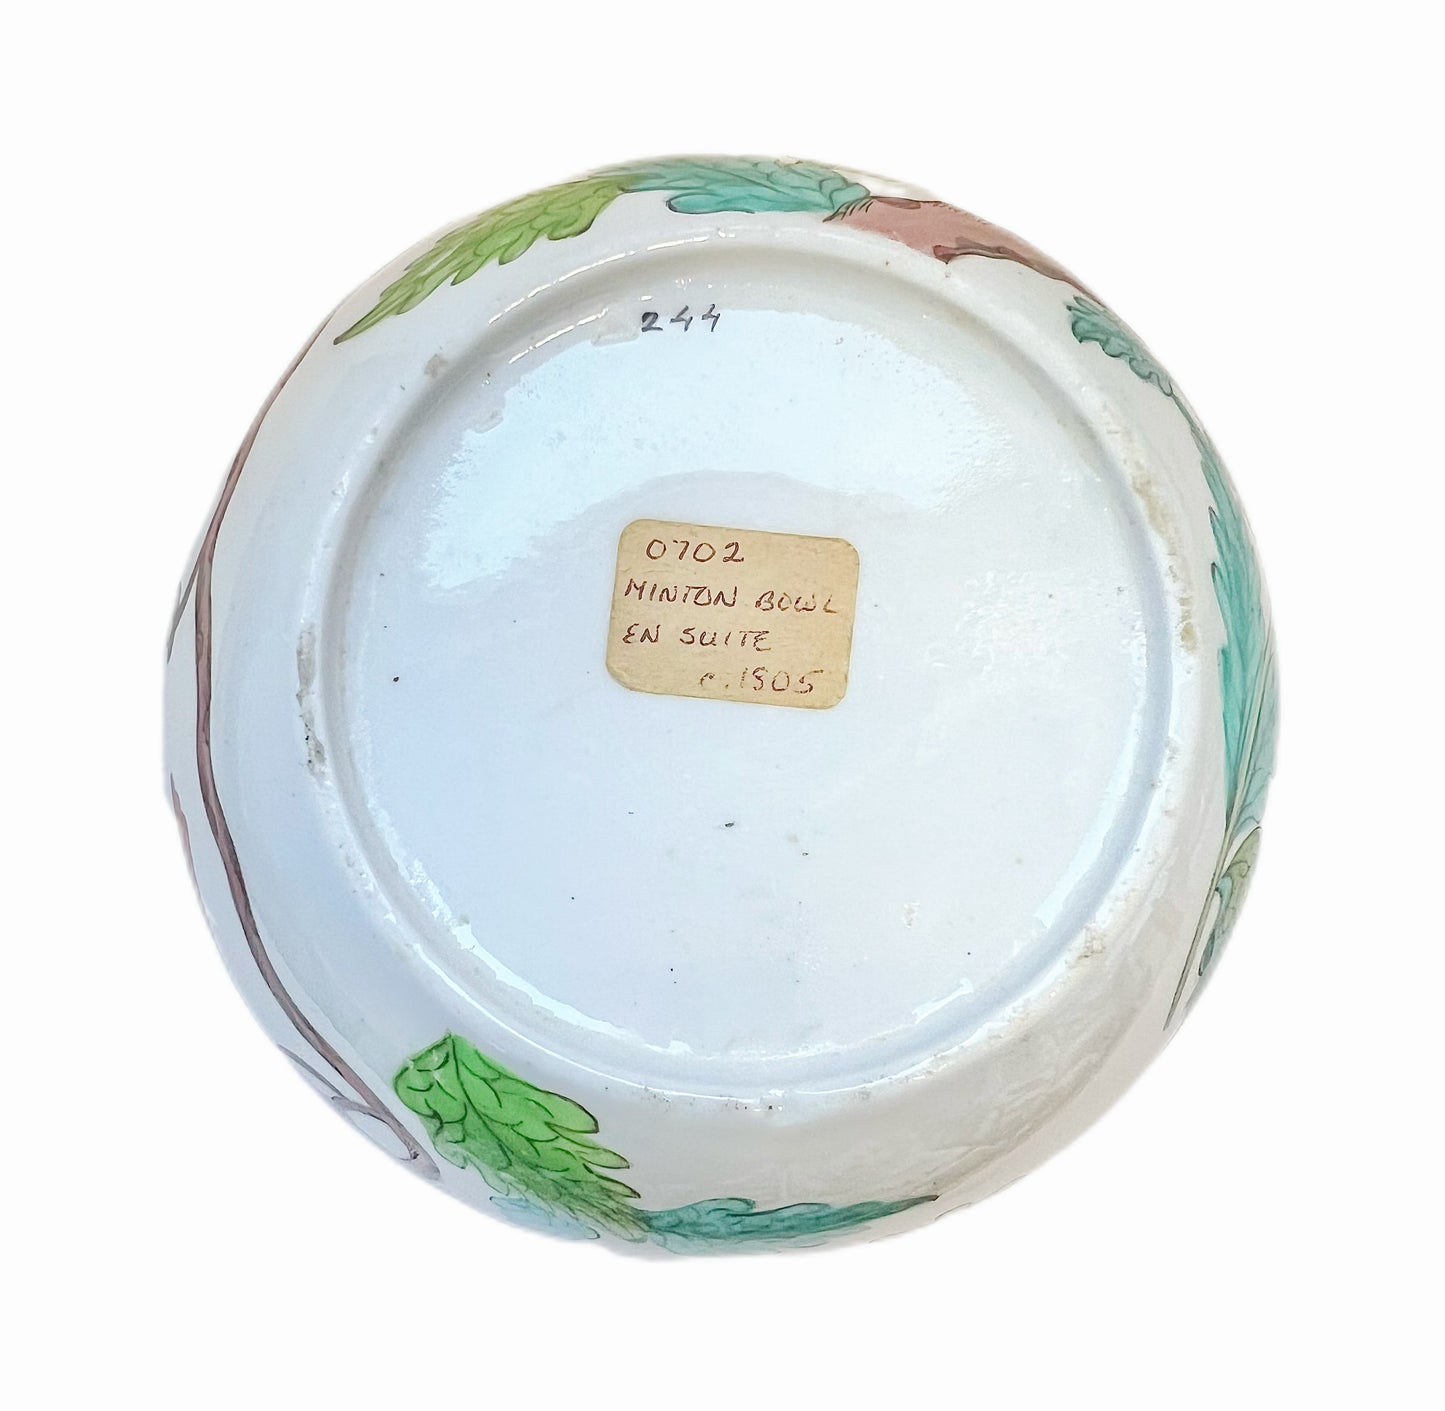 244
0702
MINTON BOWL
EN SUITE
c.1805